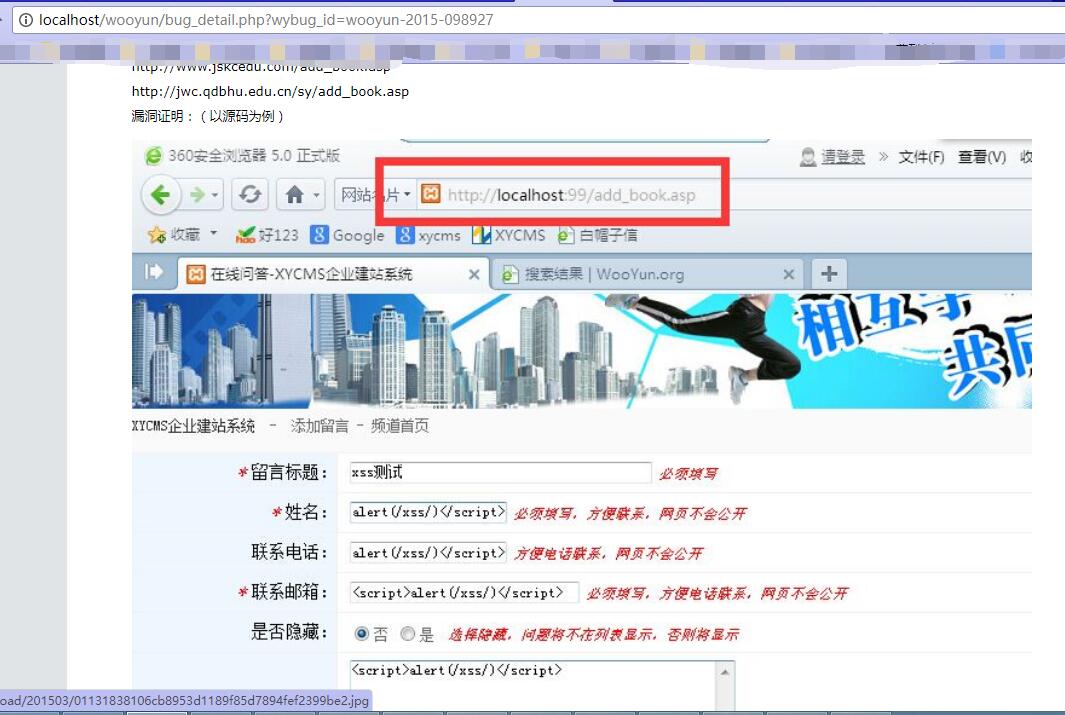 localhost/wooyun/bug_detail.php?wybug_id=wooyun-2015-098927
http://www.jskcedu.com/add_book.asp
http://jwc.qdbhu.edu.cn/sy/add_book.asp
漏洞证明：（以源码为例）
360安全浏览器 5.0 正式版 请登录 » 文件(F) 查看(V) 收
网站名片 http://localhost:99/add_book.asp
收藏 好123 Google xycms XYCMS 白帽子信
在线问答-XYCMS企业建站系统 搜索结果 | WooYun.org
相互
共同
XYCMS企业建站系统 - 添加留言 - 频道首页
*留言标题： xss测试 必须填写
*姓名： alert(/xss/)</script> 必须填写，方便联系，网页不会公开
联系电话： alert(/xss/)</script> 方便电话联系，网页不会公开
*联系邮箱： <script>alert(/xss/)</script> 必须填写，方便电话联系，网页不会公开
是否隐藏： 否 是 选择隐藏，问题将不在列表显示，否则将显示
<script>alert(/xss/)</script>
oad/201503/01131838106cb8953d1189f85d7894fef2399be2.jpg